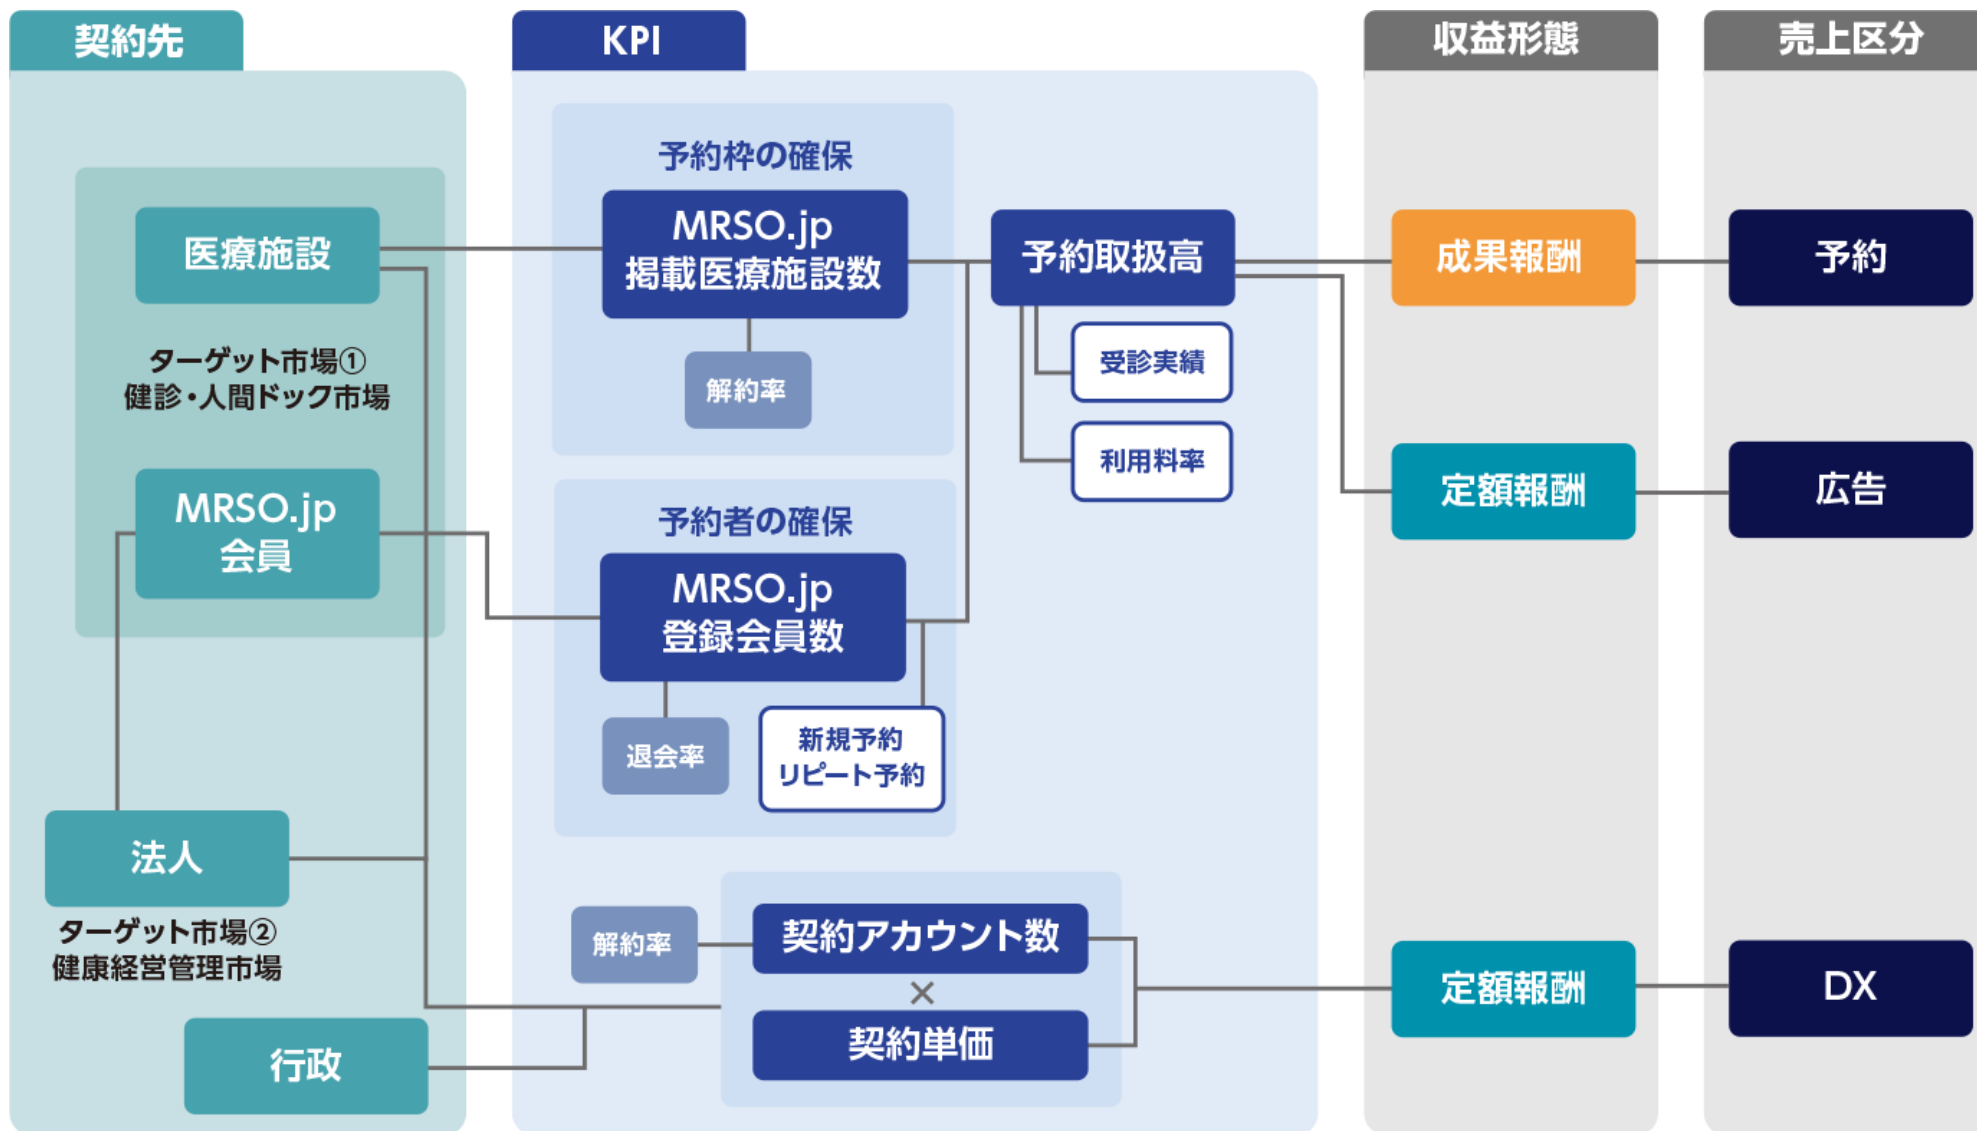 契約先
KPI
収益形態
売上区分
医療施設
ターゲット市場①
健診・人間ドック市場
MRSO.jp
会員
法人
ターゲット市場②
健康経営管理市場
行政
予約枠の確保
MRSO.jp
掲載医療施設数
解約率
予約者の確保
MRSO.jp
登録会員数
退会率
新規予約
リピート予約
予約取扱高
受診実績
利用料率
解約率
契約アカウント数
×
契約単価
成果報酬
予約
定額報酬
広告
定額報酬
DX